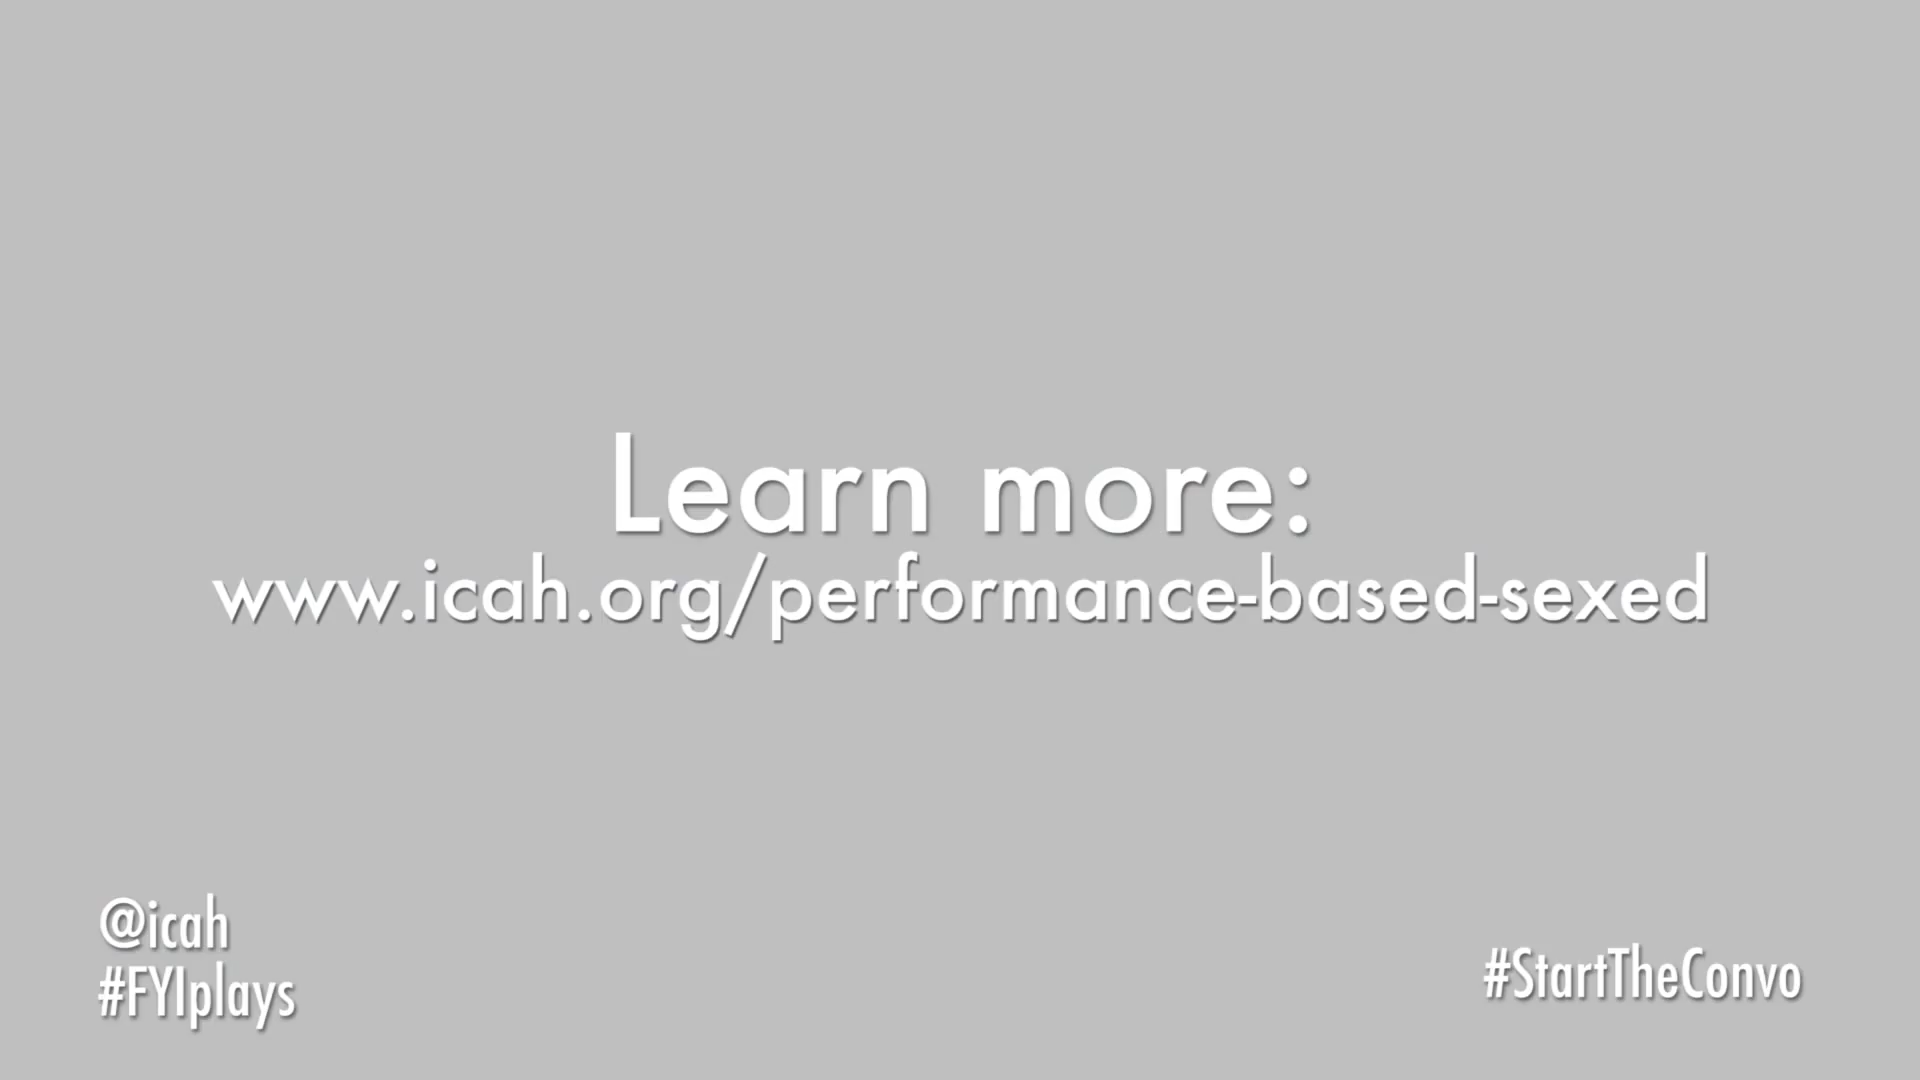 Learn more:
www.icah.org/performance-based-sexed
@icah
#FYIplays
#StartTheConvo